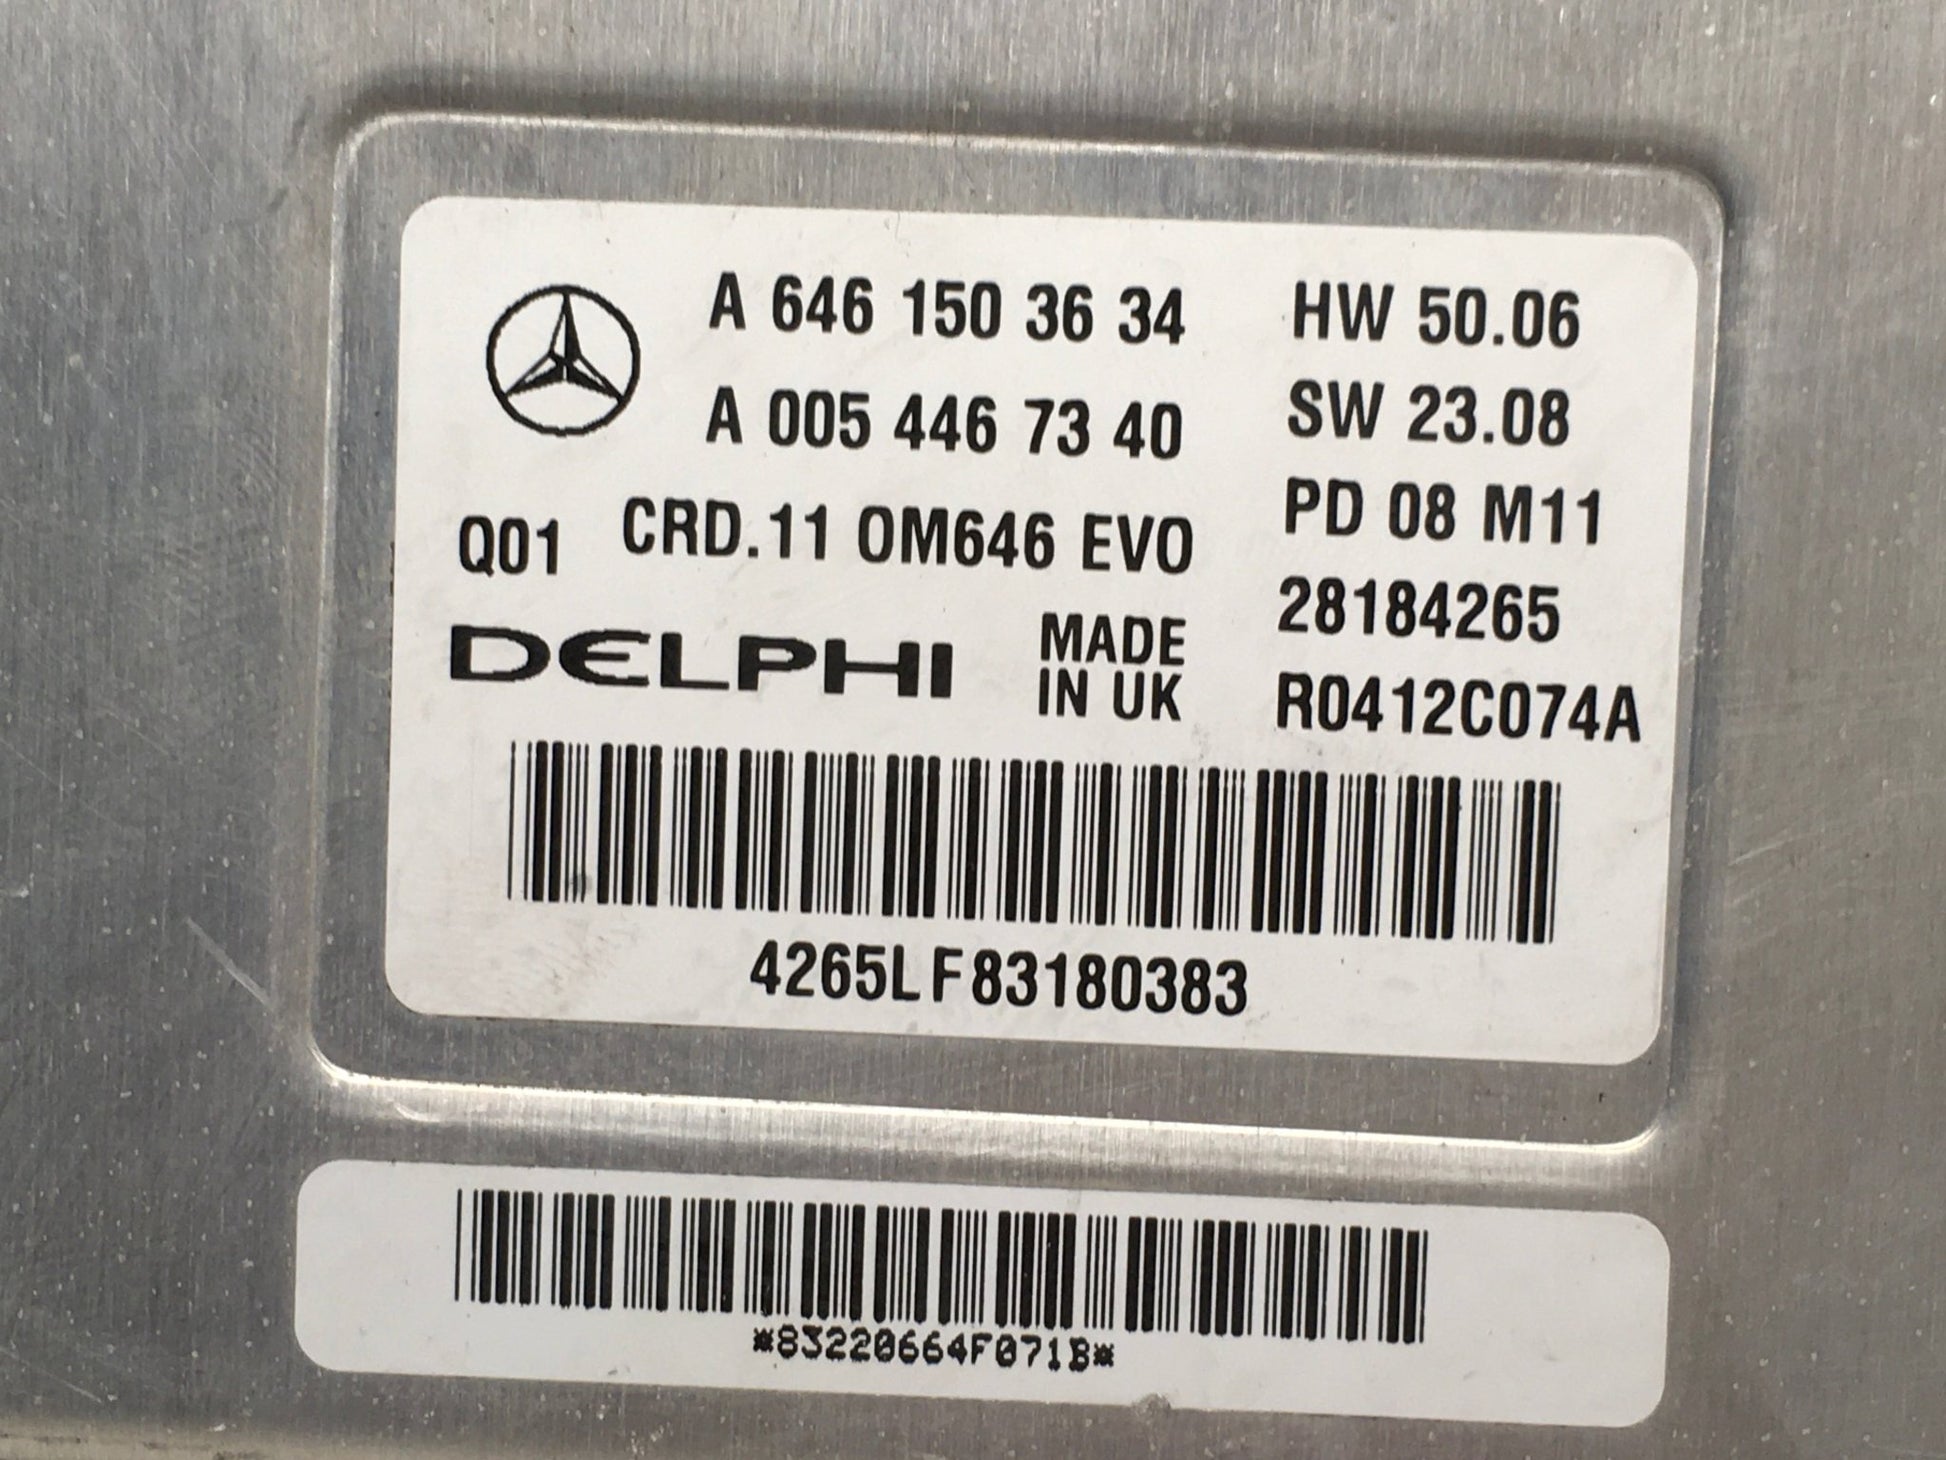 A 646 150 36 34
A 005 446 73 40
Q01 CRD.11 OM646 EVO
DELPHI
MADE
IN UK
HW 50.06
SW 23.08
PD 08 M11
28184265
R0412C074A
4265LF83180383
*83220664F071B*